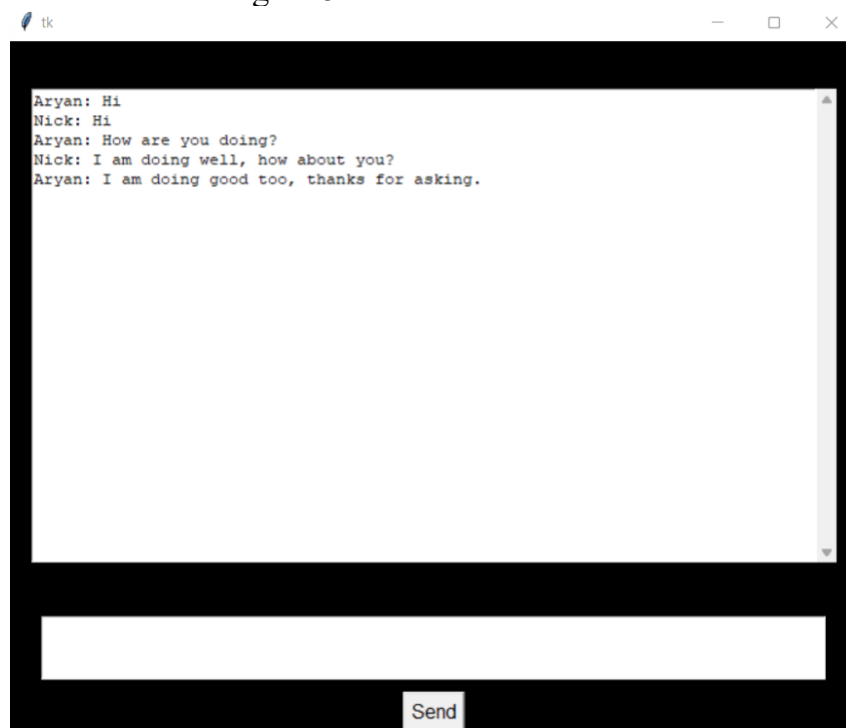 tk
Aryan: Hi
Nick: Hi
Aryan: How are you doing?
Nick: I am doing well, how about you?
Aryan: I am doing good too, thanks for asking.
Send